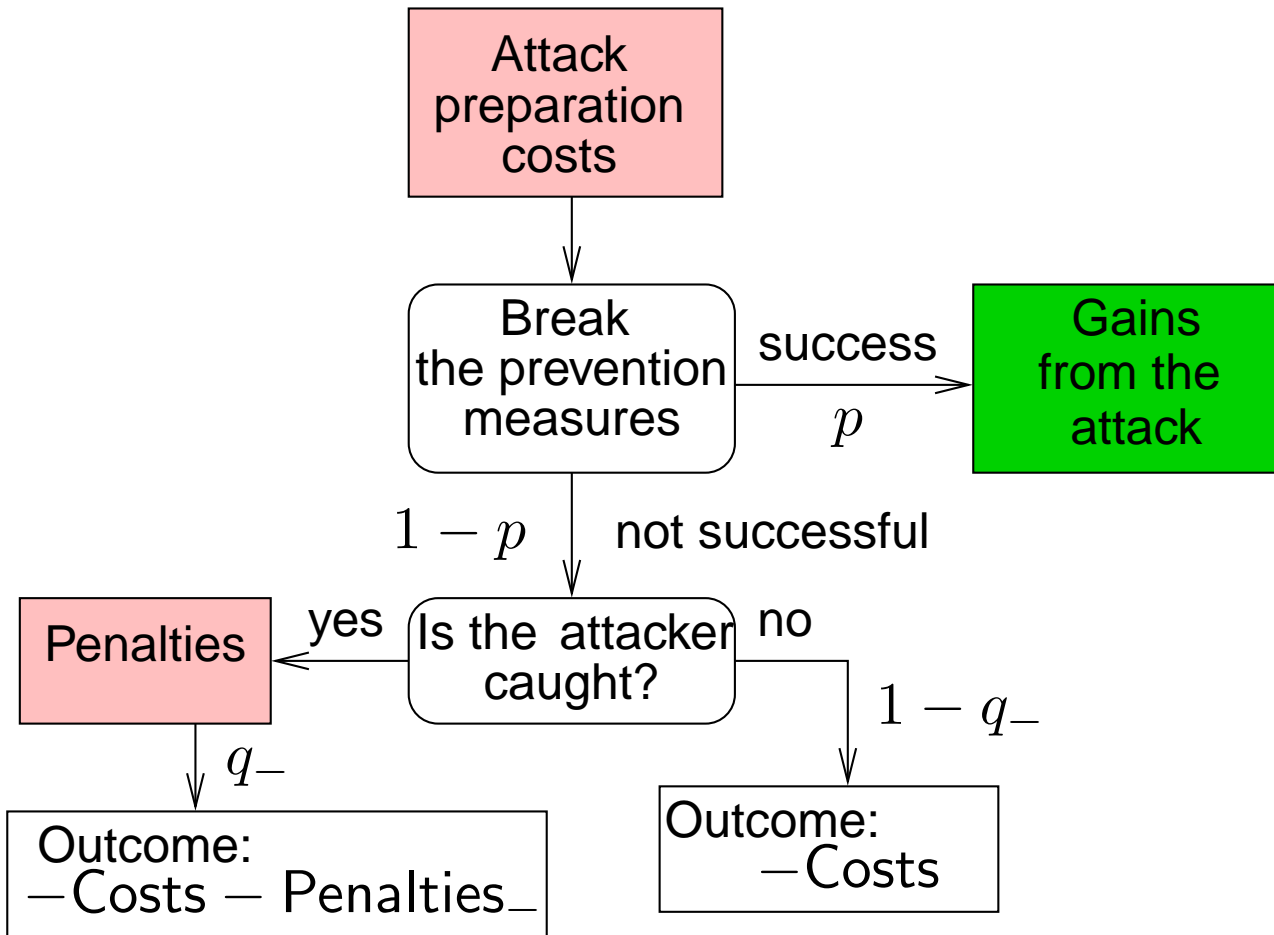 Attack
preparation
costs
Break
the prevention
measures
success
p
Gains
from the
attack
1 − p
not successful
Penalties
yes
Is the attacker
caught?
no
q₋
1 − q₋
Outcome:
−Costs − Penalties₋
Outcome:
−Costs